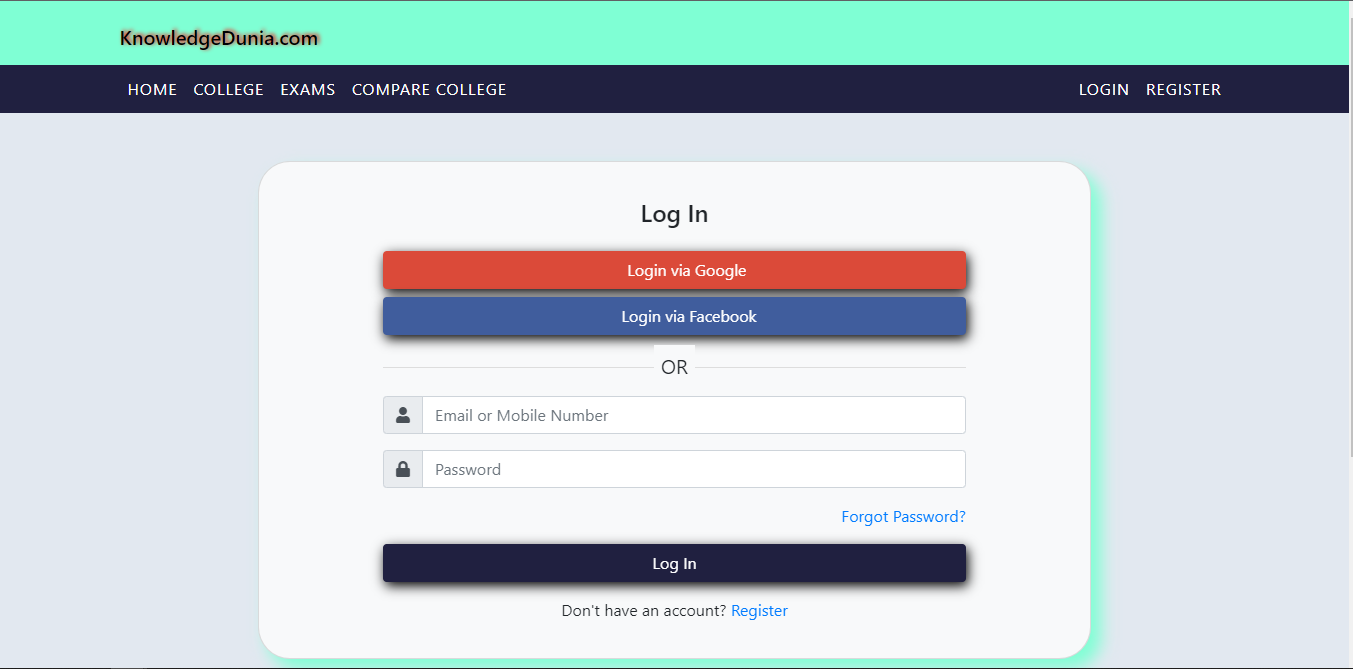 KnowledgeDunia.com
HOME COLLEGE EXAMS COMPARE COLLEGE LOGIN REGISTER
Log In
Login via Google
Login via Facebook
OR
Email or Mobile Number
Password
Forgot Password?
Log In
Don't have an account? Register